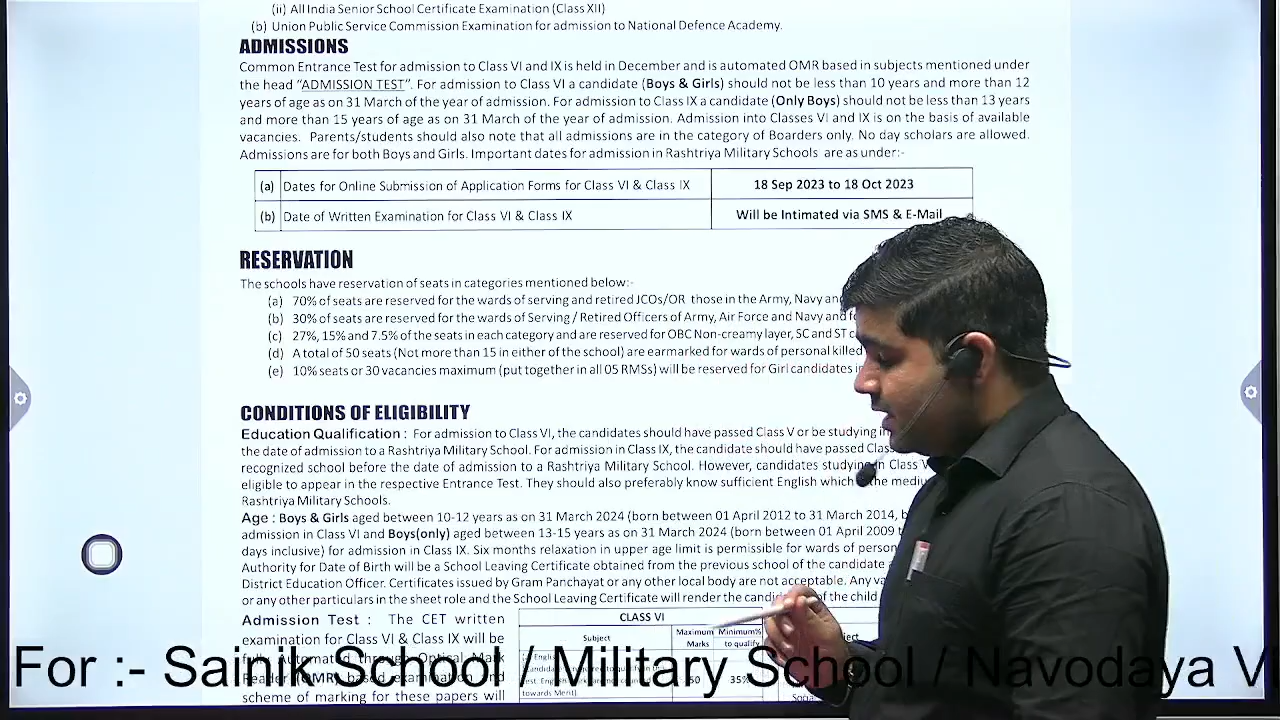 (ii) All India Senior School Certificate Examination (Class XII)
(b) Union Public Service Commission Examination for admission to National Defence Academy.
ADMISSIONS
Common Entrance Test for admission to Class VI and IX is held in December and is automated OMR based in subjects mentioned under
the head "ADMISSION TEST". For admission to Class VI a candidate (Boys & Girls) should not be less than 10 years and more than 12
years of age as on 31 March of the year of admission. For admission to Class IX a candidate (Only Boys) should not be less than 13 years
and more than 15 years of age as on 31 March of the year of admission. Admission into Classes VI and IX is on the basis of available
vacancies. Parents/students should also note that all admissions are in the category of Boarders only. No day scholars are allowed.
Admissions are for both Boys and Girls. Important dates for admission in Rashtriya Military Schools are as under:-
(a) Dates for Online Submission of Application Forms for Class VI & Class IX 18 Sep 2023 to 18 Oct 2023
(b) Date of Written Examination for Class VI & Class IX Will be Intimated via SMS & E-Mail
RESERVATION
The schools have reservation of seats in categories mentioned below:-
(a) 70% of seats are reserved for the wards of serving and retired JCOs/OR those in the Army, Navy
(b) 30% of seats are reserved for the wards of Serving / Retired Officers of Army, Air Force and Navy and
(c) 27%, 15% and 7.5% of the seats in each category and are reserved for OBC Non-creamy layer, SC and ST
(d) A total of 50 seats (Not more than 15 in either of the school) are earmarked for wards of personal killed
(e) 10% seats or 30 vacancies maximum (put together in all 05 RMSs) will be reserved for Girl candidates
CONDITIONS OF ELIGIBILITY
Education Qualification : For admission to Class VI, the candidates should have passed Class V or be studying
the date of admission to a Rashtriya Military School. For admission in Class IX, the candidate should have passed
recognized school before the date of admission to a Rashtriya Military School. However, candidates studying in Class
eligible to appear in the respective Entrance Test. They should also preferably know sufficient English which the
Rashtriya Military Schools.
Age : Boys & Girls aged between 10-12 years as on 31 March 2024 (born between 01 April 2012 to 31 March 2014,
admission in Class VI and Boys(only) aged between 13-15 years as on 31 March 2024 (born between 01 April 2009
days inclusive) for admission in Class IX. Six months relaxation in upper age limit is permissible for wards of
Authority for Date of Birth will be a School Leaving Certificate obtained from the previous school of the candidate
District Education Officer. Certificates issued by Gram Panchayat or any other local body are not acceptable. Any
or any other particulars in the sheet role and the School Leaving Certificate will render the of the child
Admission Test : The CET written
examination for Class VI & Class IX will be
fully Automated through Optical Mark
Reader (OMR) based examination and
scheme of marking for these papers will
CLASS VI
Subject Maximum Marks Minimum% to qualify
English 50 35%
towards Merit).
For :- Sainik School / Military School / Navodaya V